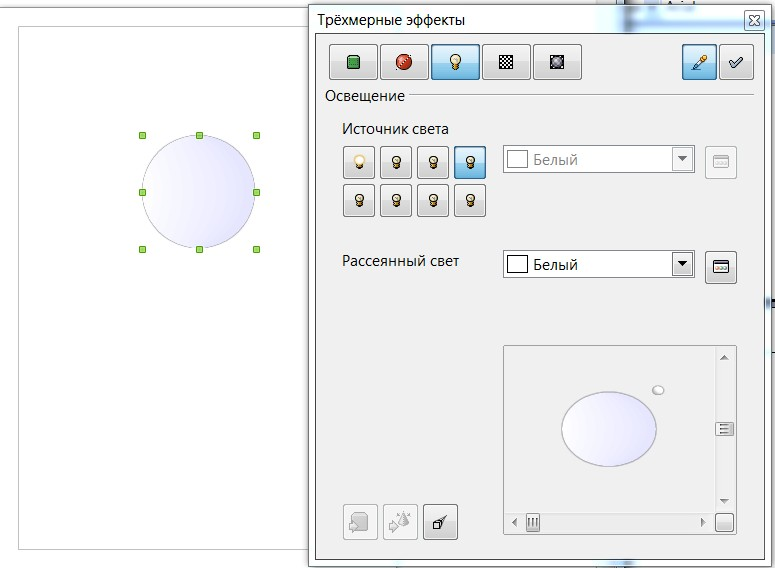 Трёхмерные эффекты
Освещение
Источник света
Белый
Рассеянный свет
Белый